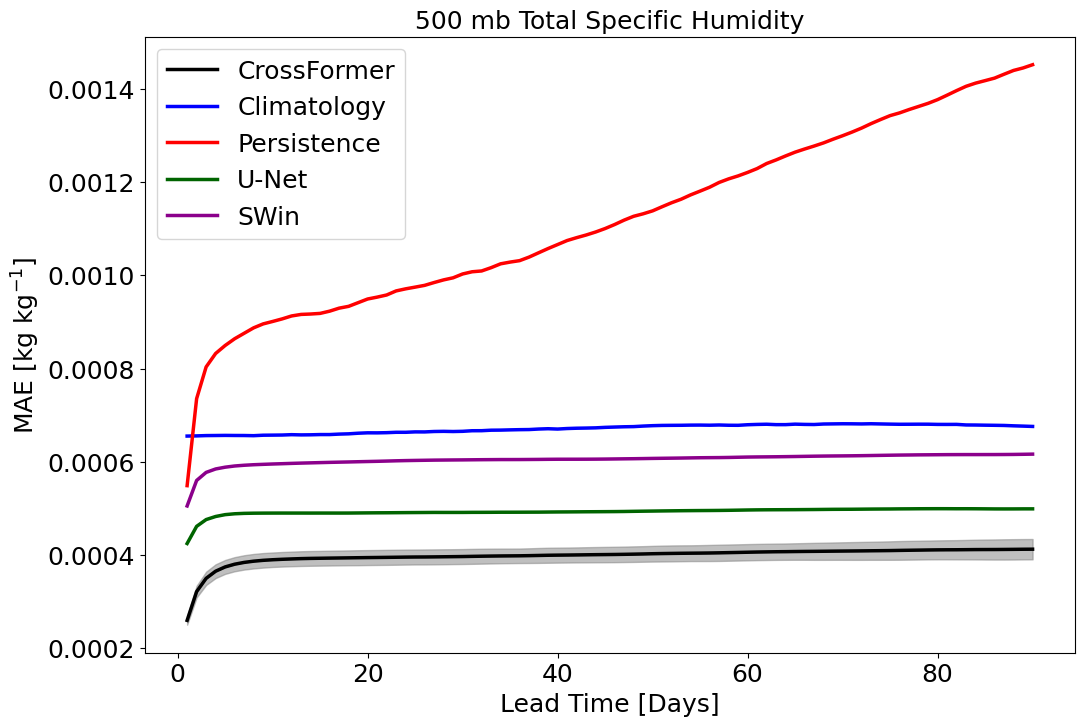 500 mb Total Specific Humidity
CrossFormer
Climatology
Persistence
U-Net
SWin
MAE [kg kg⁻¹]
0.0014
0.0012
0.0010
0.0008
0.0006
0.0004
0.0002
0 20 40 60 80
Lead Time [Days]